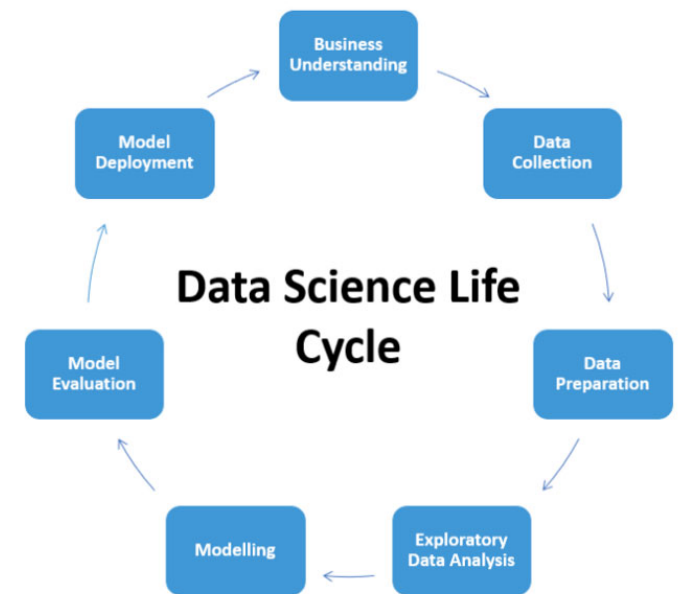 Business
Understanding
Data
Collection
Data
Preparation
Exploratory
Data Analysis
Modelling
Model
Evaluation
Model
Deployment
Data Science Life
Cycle